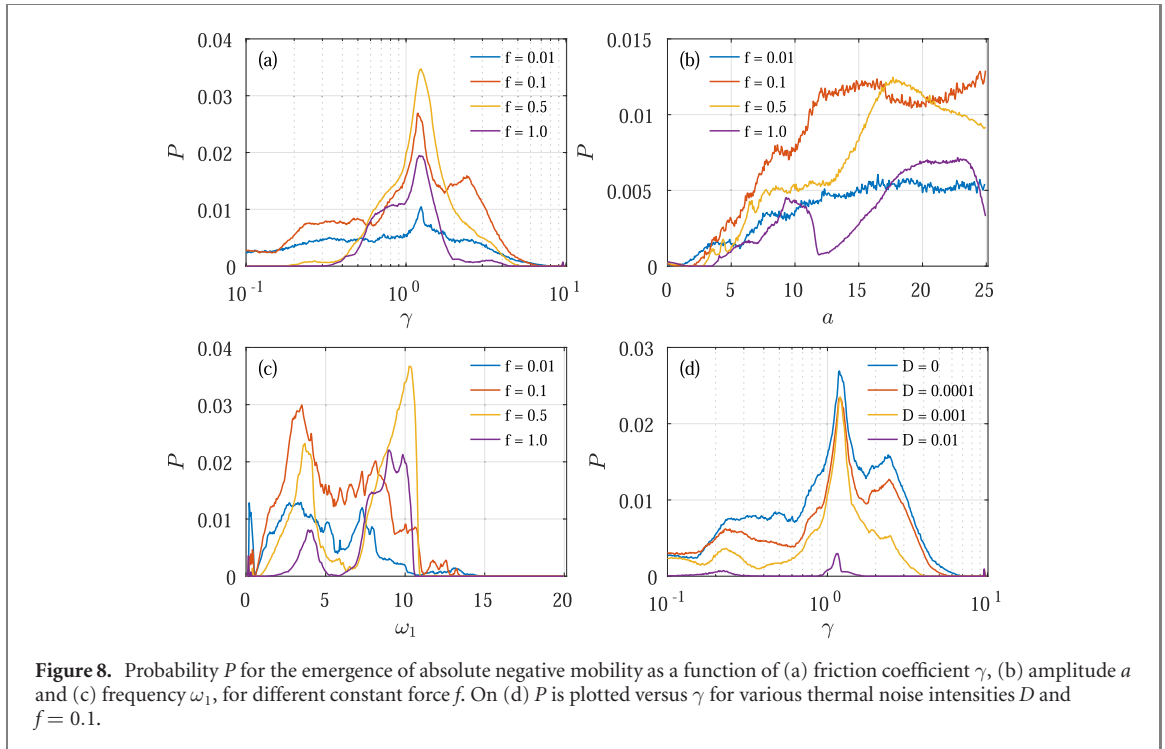 (a)
f = 0.01
f = 0.1
f = 0.5
f = 1.0
0.04
0.03
0.02
0.01
0
P
10^-1
10^0
10^1
γ
(b)
f = 0.01
f = 0.1
f = 0.5
f = 1.0
0.015
0.01
0.005
0
P
0
5
10
15
20
25
a
(c)
f = 0.01
f = 0.1
f = 0.5
f = 1.0
0.04
0.03
0.02
0.01
0
P
0
5
10
15
20
ω₁
(d)
D = 0
D = 0.0001
D = 0.001
D = 0.01
0.03
0.02
0.01
0
P
10^-1
10^0
10^1
γ
Figure 8. Probability P for the emergence of absolute negative mobility as a function of (a) friction coefficient γ, (b) amplitude a
and (c) frequency ω₁, for different constant force f. On (d) P is plotted versus γ for various thermal noise intensities D and
f = 0.1.